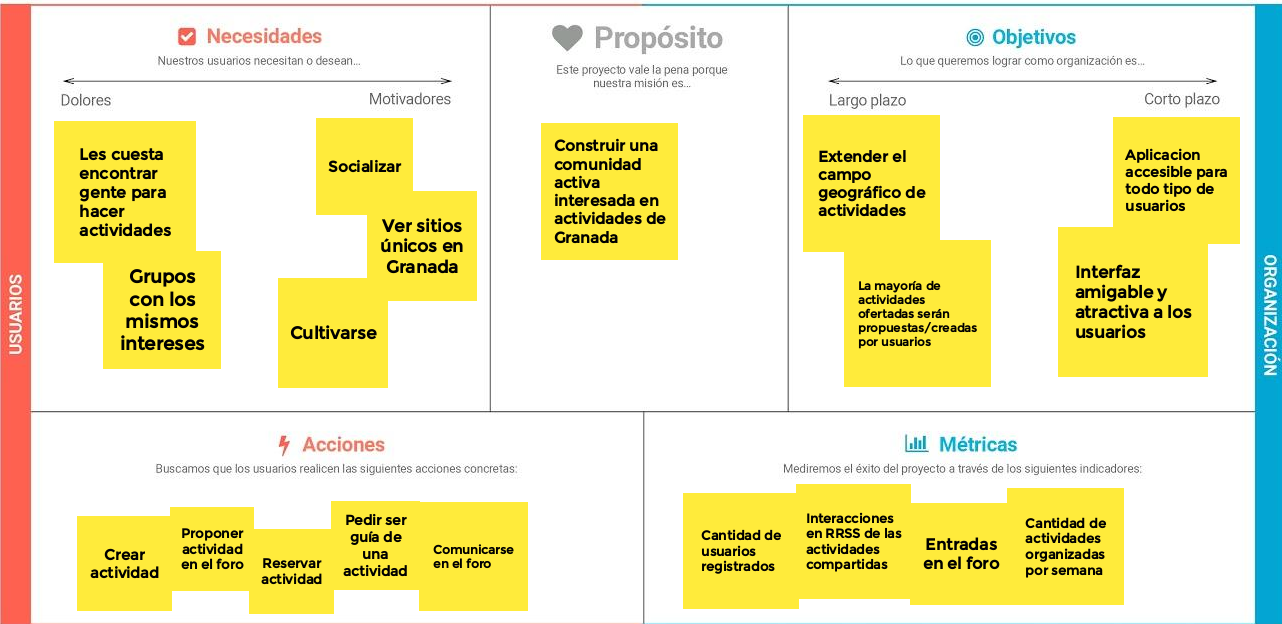 USUARIOS
Necesidades
Nuestros usuarios necesitan o desean...
Dolores
Motivadores
Les cuesta
encontrar
gente para
hacer
actividades
Grupos
con los
mismos
intereses
Socializar
Ver sitios
únicos en
Granada
Cultivarse
Propósito
Este proyecto vale la pena porque
nuestra misión es...
Construir una
comunidad
activa
interesada en
actividades de
Granada
Objetivos
Lo que queremos lograr como organización es...
Largo plazo
Corto plazo
Extender el
campo
geográfico de
actividades
La mayoría de
actividades
ofertadas serán
propuestas/creadas
por usuarios
Aplicacion
accesible para
todo tipo de
usuarios
Interfaz
amigable y
atractiva a los
usuarios
ORGANIZACIÓN
Acciones
Buscamos que los usuarios realicen las siguientes acciones concretas:
Crear
actividad
Proponer
actividad
en el foro
Reservar
actividad
Pedir ser
guía de
una
actividad
Comunicarse
en el foro
Métricas
Mediremos el éxito del proyecto a través de los siguientes indicadores:
Cantidad de
usuarios
registrados
Interacciones
en RRSS de las
actividades
compartidas
Entradas
en el foro
Cantidad de
actividades
organizadas
por semana